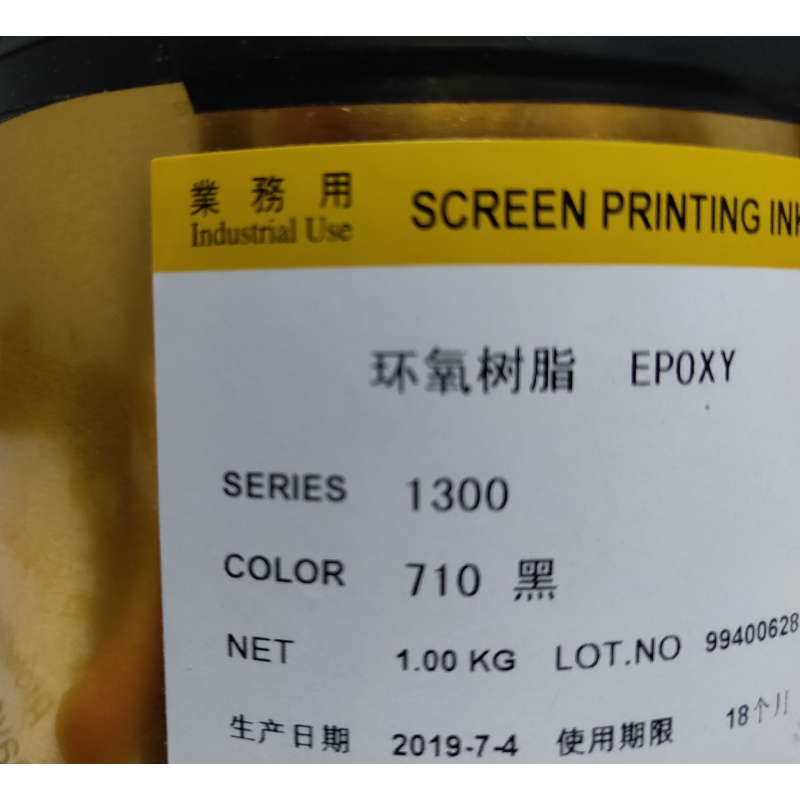 業務用
Industrial Use
SCREEN PRINTING INK
环氧树脂 EPOXY
SERIES 1300
COLOR 710 黑
NET 1.00 KG LOT.NO 99400628
生产日期 2019-7-4 使用期限 18个月